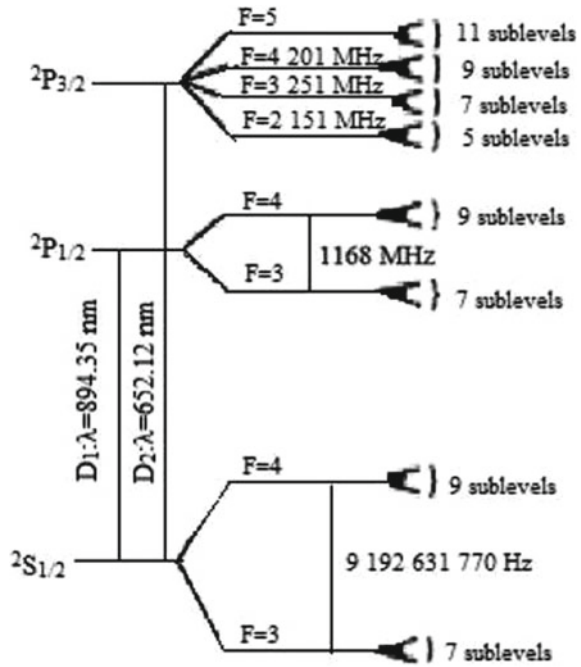 F=5
11 sublevels
F=4 201 MHz
9 sublevels
²P3/2
F=3 251 MHz
7 sublevels
F=2 151 MHz
5 sublevels
F=4
9 sublevels
²P1/2
1168 MHz
F=3
7 sublevels
D1:λ=894.35 nm
D2:λ=652.12 nm
F=4
9 sublevels
²S1/2
9 192 631 770 Hz
F=3
7 sublevels